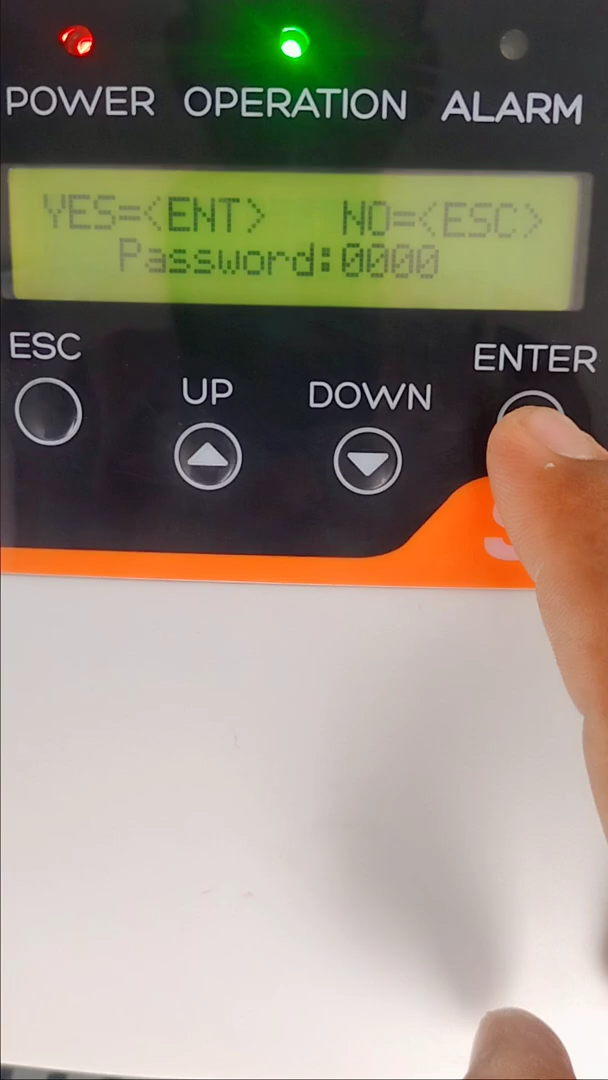 POWER OPERATION ALARM
YES=<ENT> NO=<ESC>
Password:0000
ESC UP DOWN ENTER